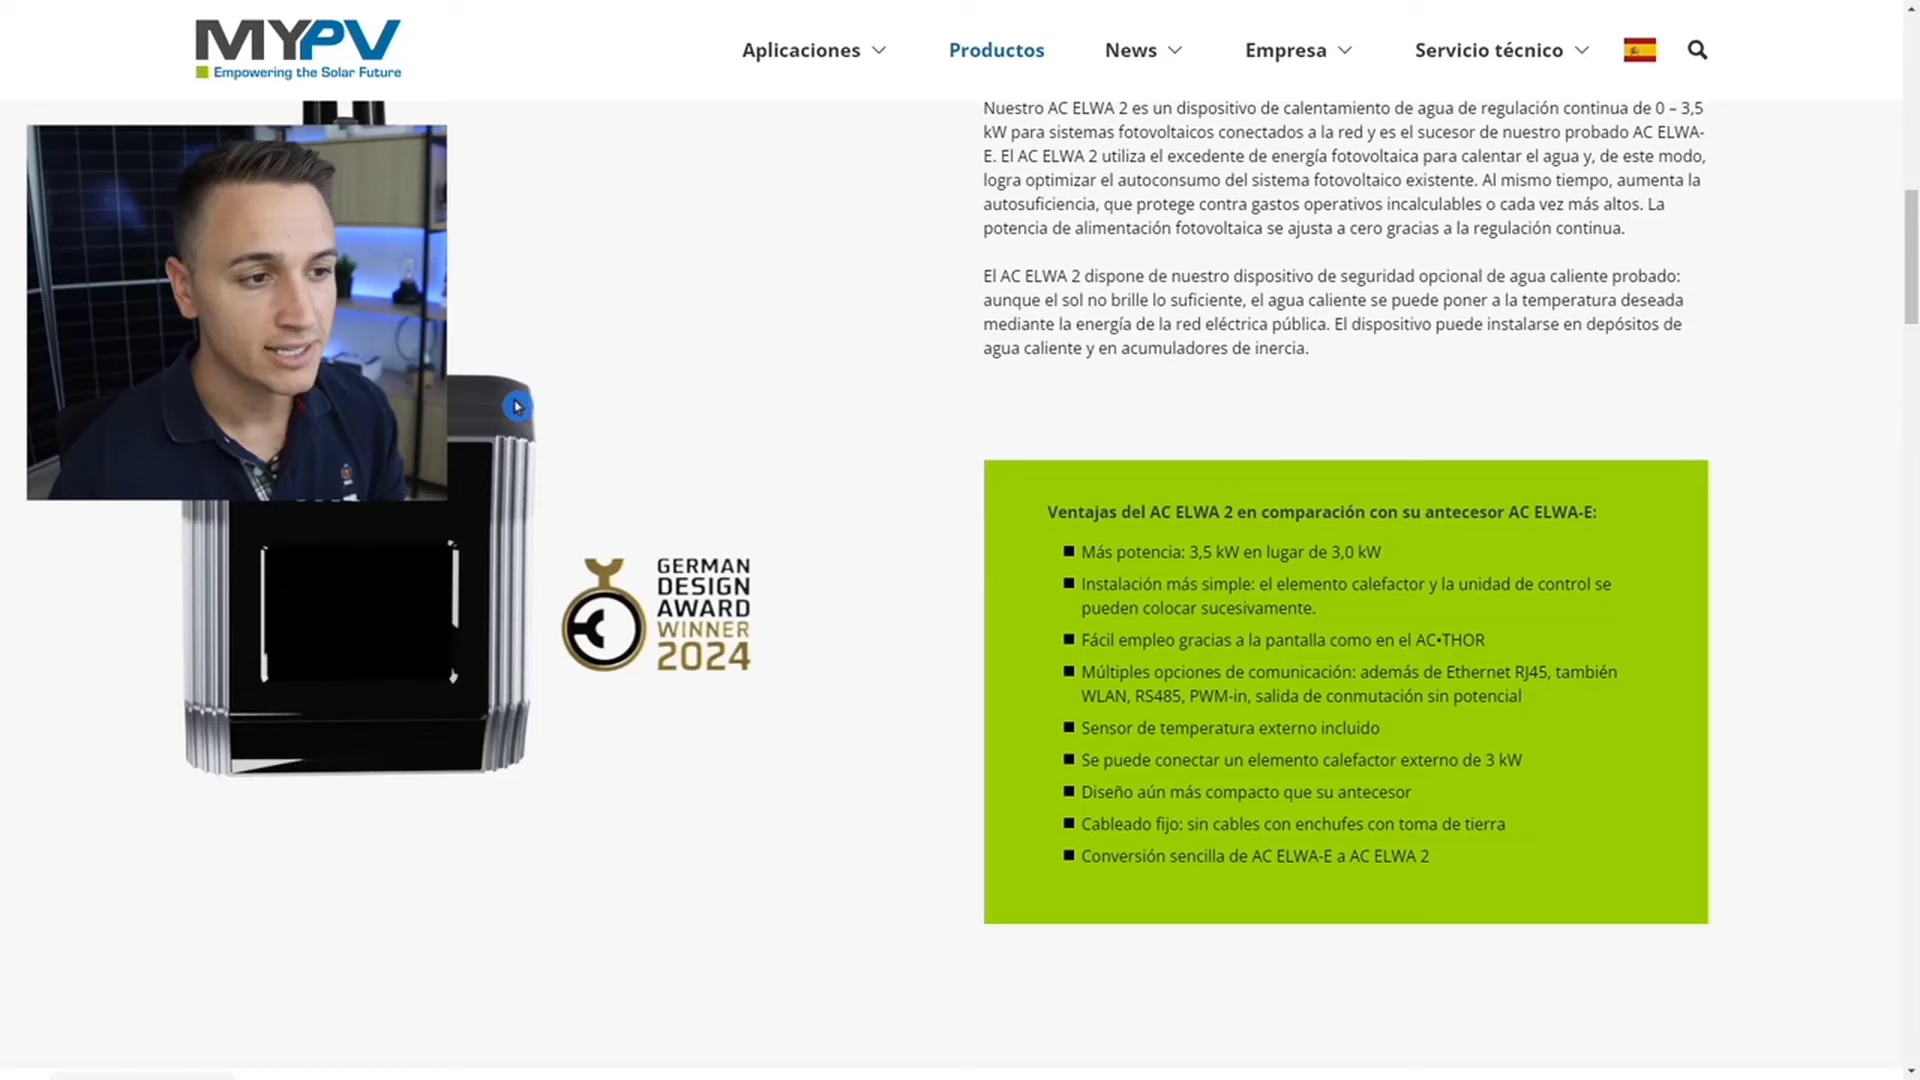 MYPV
Empowering the Solar Future
Aplicaciones
Productos
News
Empresa
Servicio técnico
Nuestro AC ELWA 2 es un dispositivo de calentamiento de agua de regulación continua de 0 – 3,5
kW para sistemas fotovoltaicos conectados a la red y es el sucesor de nuestro probado AC ELWA-
E. El AC ELWA 2 utiliza el excedente de energía fotovoltaica para calentar el agua y, de este modo,
logra optimizar el autoconsumo del sistema fotovoltaico existente. Al mismo tiempo, aumenta la
autosuficiencia, que protege contra gastos operativos incalculables o cada vez más altos. La
potencia de alimentación fotovoltaica se ajusta a cero gracias a la regulación continua.
El AC ELWA 2 dispone de nuestro dispositivo de seguridad opcional de agua caliente probado:
aunque el sol no brille lo suficiente, el agua caliente se puede poner a la temperatura deseada
mediante la energía de la red eléctrica pública. El dispositivo puede instalarse en depósitos de
agua caliente y en acumuladores de inercia.
GERMAN
DESIGN
AWARD
WINNER
2024
Ventajas del AC ELWA 2 en comparación con su antecesor AC ELWA-E:
Más potencia: 3,5 kW en lugar de 3,0 kW
Instalación más simple: el elemento calefactor y la unidad de control se
pueden colocar sucesivamente.
Fácil empleo gracias a la pantalla como en el AC•THOR
Múltiples opciones de comunicación: además de Ethernet RJ45, también
WLAN, RS485, PWM-in, salida de conmutación sin potencial
Sensor de temperatura externo incluido
Se puede conectar un elemento calefactor externo de 3 kW
Diseño aún más compacto que su antecesor
Cableado fijo: sin cables con enchufes con toma de tierra
Conversión sencilla de AC ELWA-E a AC ELWA 2